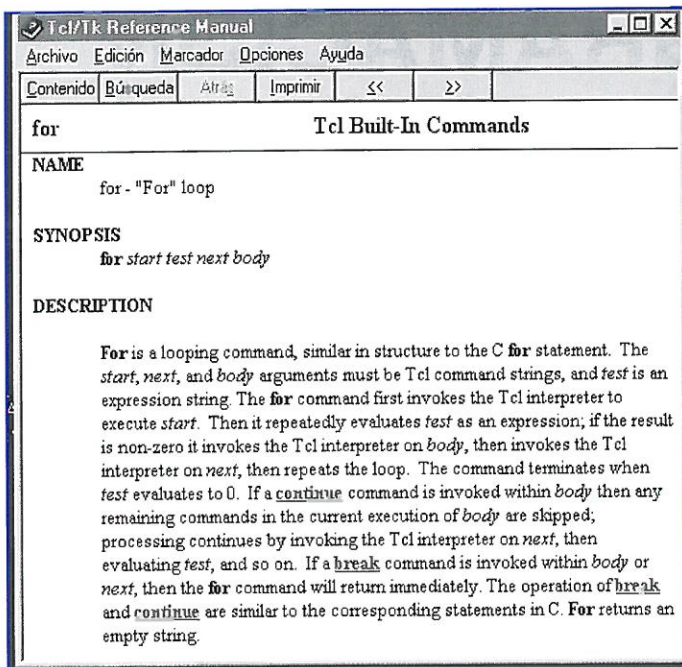 Tcl/Tk Reference Manual
Archivo Edición Marcador Opciones Ayuda
Contenido Búsqueda Atrás Imprimir << >>
for Tcl Built-In Commands
NAME
for - "For" loop
SYNOPSIS
for start test next body
DESCRIPTION
For is a looping command, similar in structure to the C for statement. The
start, next, and body arguments must be Tcl command strings, and test is an
expression string. The for command first invokes the Tcl interpreter to
execute start. Then it repeatedly evaluates test as an expression; if the result
is non-zero it invokes the Tcl interpreter on body, then invokes the Tcl
interpreter on next, then repeats the loop. The command terminates when
test evaluates to 0. If a continue command is invoked within body then any
remaining commands in the current execution of body are skipped;
processing continues by invoking the Tcl interpreter on next, then
evaluating test, and so on. If a break command is invoked within body or
next, then the for command will return immediately. The operation of break
and continue are similar to the corresponding statements in C. For returns an
empty string.